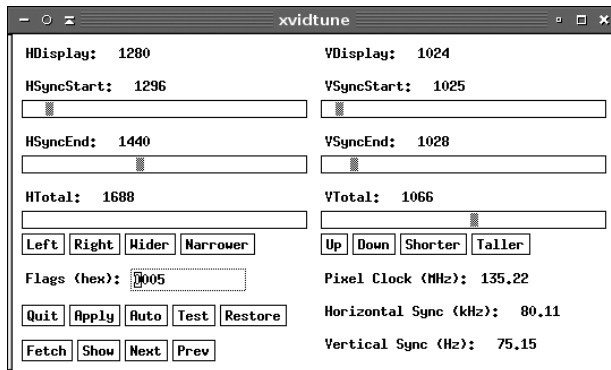 xvidtune
HDisplay: 1280
VDisplay: 1024
HSyncStart: 1296
VSyncStart: 1025
HSyncEnd: 1440
VSyncEnd: 1028
HTotal: 1688
VTotal: 1066
Left Right Wider Narrower
Up Down Shorter Taller
Flags (hex): 0005
Pixel Clock (MHz): 135.22
Quit Apply Auto Test Restore
Horizontal Sync (kHz): 80.11
Fetch Show Next Prev
Vertical Sync (Hz): 75.15